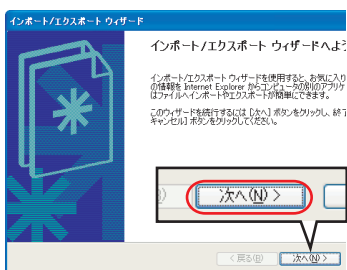 インポート/エクスポート ウィザード
インポート/エクスポート ウィザードへよう
インポート/エクスポート ウィザードを使用すると、お気に入り
の情報を Internet Explorer からコンピュータの別のアプリケ
はファイルへインポートやエクスポートが簡単にできます。
このウィザードを続行するには [次へ] ボタンをクリックし、終了
キャンセル] ボタンをクリックしてください。
) 次へ(N) >
< 戻る(B) 次へ(N) >